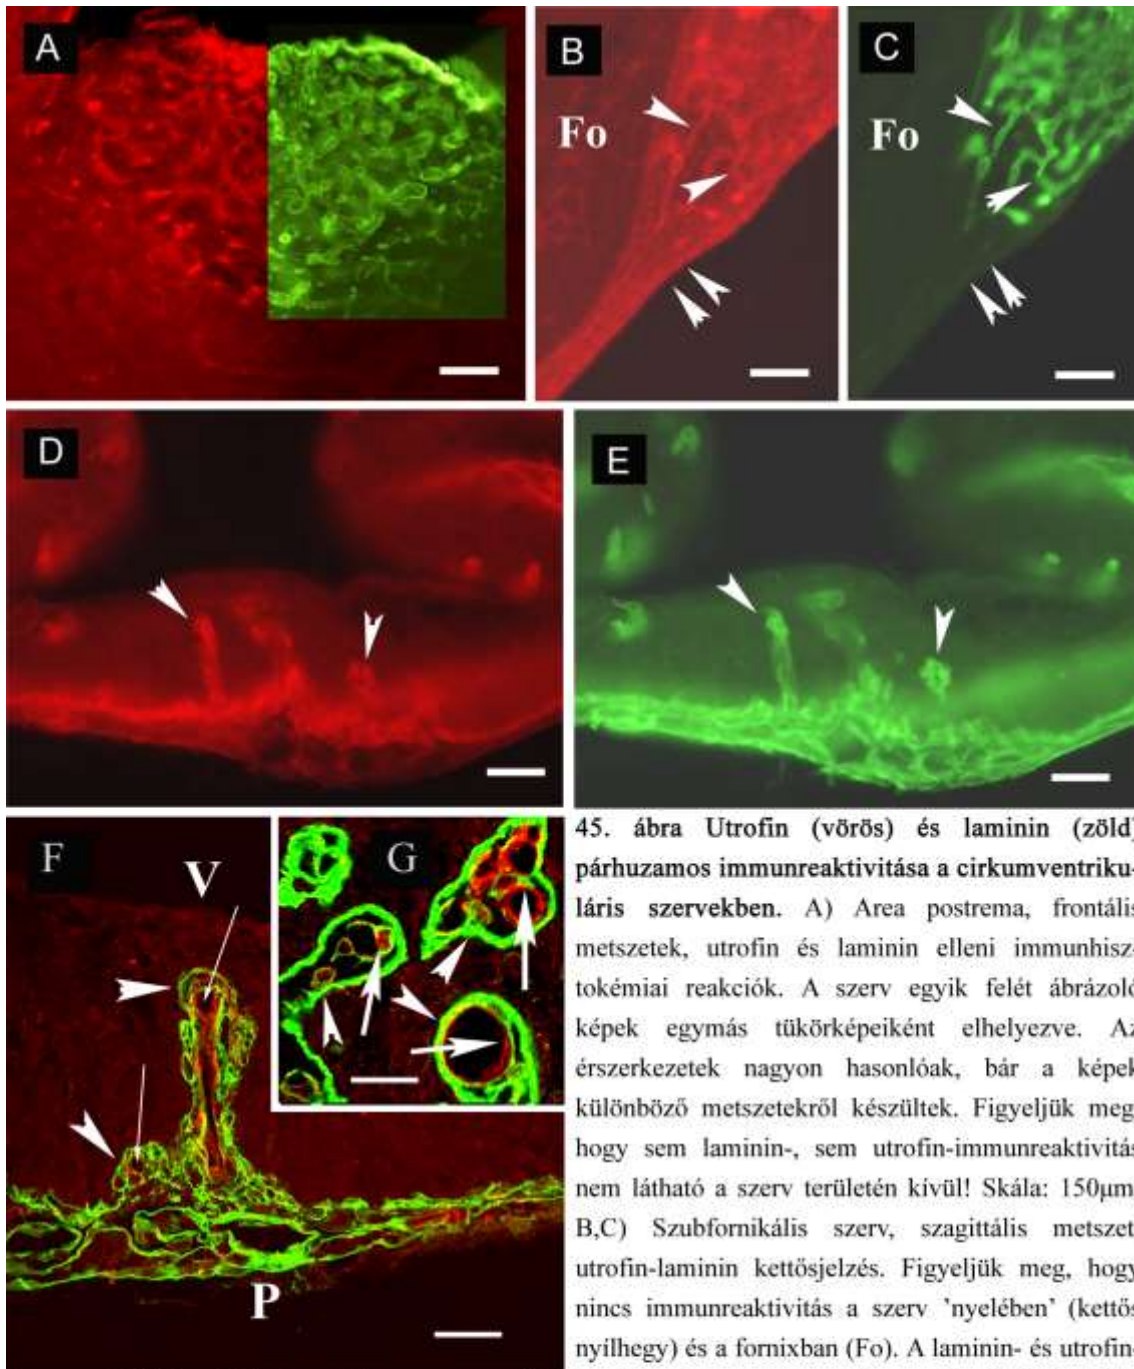 A
B
C
Fo
Fo
D
E
F
V
G
P
45. ábra Utrofin (vörös) és laminin (zöld)
párhuzamos immunreaktivitása a cirkumventriku-
láris szervekben. A) Area postrema, frontális
metszetek, utrofin és laminin elleni immunhisz-
tokémiai reakciók. A szerv egyik felét ábrázoló
képek egymás tükörképeiként elhelyezve. Az
érszerkezetek nagyon hasonlóak, bár a képek
különböző metszetekről készültek. Figyeljük meg,
hogy sem laminin-, sem utrofin-immunreaktivitás
nem látható a szerv területén kívül! Skála: 150μm
B,C) Szubfornikális szerv, szagittális metszet,
utrofin-laminin kettősjelzés. Figyeljük meg, hogy
nincs immunreaktivitás a szerv ’nyelében’ (kettős
nyílhegy) és a fornixban (Fo). A laminin- és utrofin-